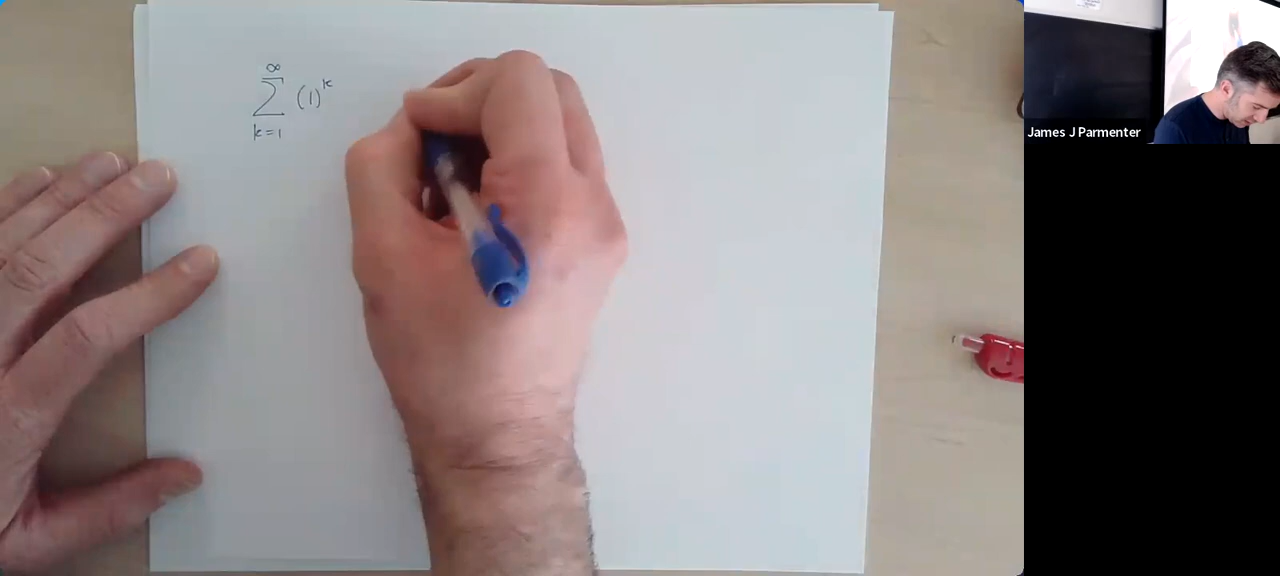 ∞
∑ (1)^k
k=1
James J Parmenter